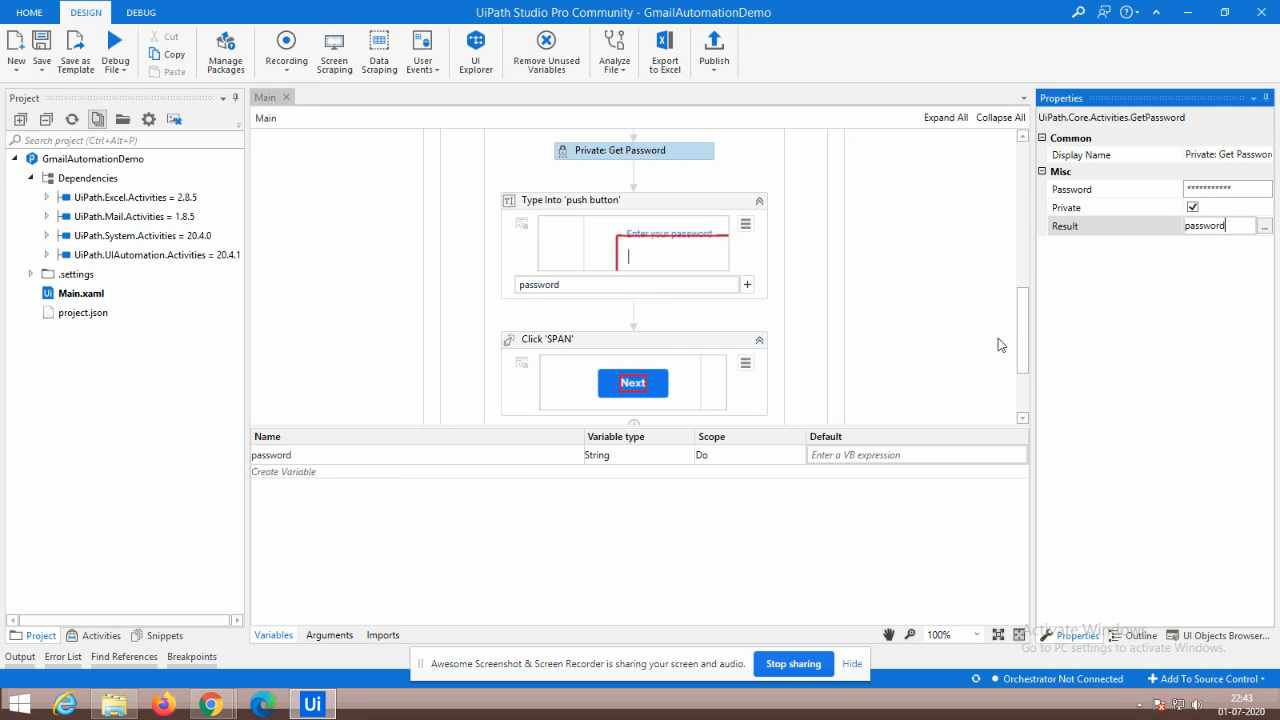 HOME DESIGN DEBUG UiPath Studio Pro Community - GmailAutomationDemo
New Save Save as Template Debug File Cut Copy Paste Manage Packages Recording Screen Scraping Data Scraping User Events UI Explorer Remove Unused Variables Analyze File Export to Excel Publish
Project
Search project (Ctrl+Alt+P)
GmailAutomationDemo
Dependencies
UiPath.Excel.Activities = 2.8.5
UiPath.Mail.Activities = 1.8.5
UiPath.System.Activities = 20.4.0
UiPath.UIAutomation.Activities = 20.4.1
.settings
Main.xaml
project.json
Project Activities Snippets
Main
Main Expand All Collapse All
Private: Get Password
Type Into 'push button'
Enter your password
password
Click 'SPAN'
Next
Name Variable type Scope Default
password String Do Enter a VB expression
Create Variable
Variables Arguments Imports 100%
Properties
UiPath.Core.Activities.GetPassword
Common
Display Name Private: Get Passwor
Misc
Password ***********
Private
Result password ...
Activate Windows
Go to PC settings to activate Windows.
Properties Outline UI Objects Browser...
Output Error List Find References Breakpoints
Awesome Screenshot & Screen Recorder is sharing your screen and audio. Stop sharing Hide
Orchestrator Not Connected Add To Source Control
Ui
22:43
01-07-2020